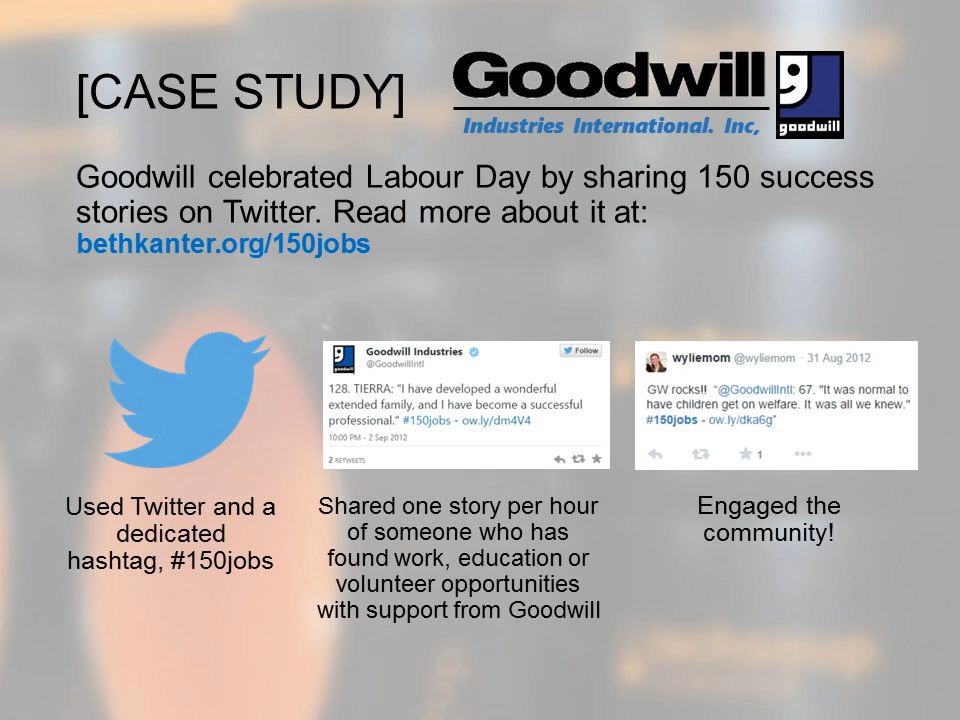 [CASE STUDY]
Goodwill
Industries International. Inc,
goodwill
Goodwill celebrated Labour Day by sharing 150 success
stories on Twitter. Read more about it at:
bethkanter.org/150jobs
goodwill
Goodwill Industries
@GoodwillIntl
Follow
128. TIERRA: "I have developed a wonderful
extended family, and I have become a successful
professional." #150jobs - ow.ly/dm4V4
10:00 PM - 2 Sep 2012
2 RETWEETS
wyliemom @wyliemom · 31 Aug 2012
GW rocks!! "@GoodwillIntl: 67. "It was normal to
have children get on welfare. It was all we knew."
#150jobs - ow.ly/dka6g"
1
Used Twitter and a
dedicated
hashtag, #150jobs
Shared one story per hour
of someone who has
found work, education or
volunteer opportunities
with support from Goodwill
Engaged the
community!